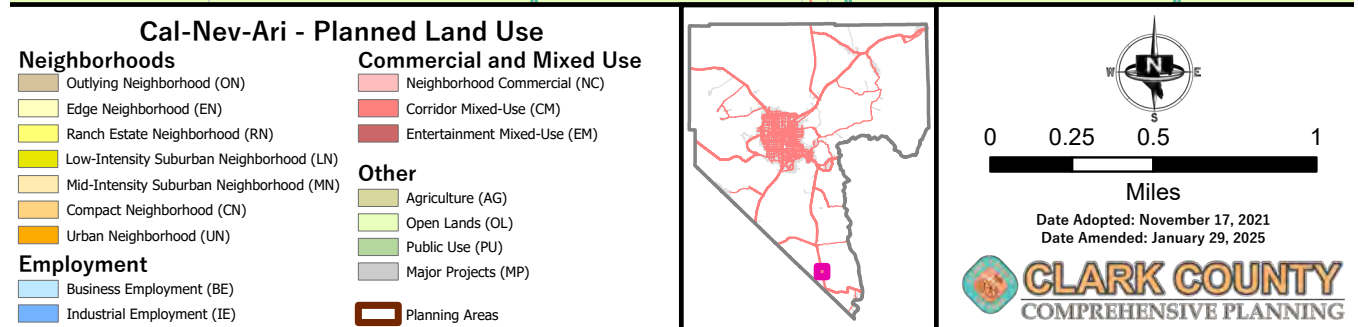 Cal-Nev-Ari - Planned Land Use
Neighborhoods
Outlying Neighborhood (ON)
Edge Neighborhood (EN)
Ranch Estate Neighborhood (RN)
Low-Intensity Suburban Neighborhood (LN)
Mid-Intensity Suburban Neighborhood (MN)
Compact Neighborhood (CN)
Urban Neighborhood (UN)
Employment
Business Employment (BE)
Industrial Employment (IE)
Commercial and Mixed Use
Neighborhood Commercial (NC)
Corridor Mixed-Use (CM)
Entertainment Mixed-Use (EM)
Other
Agriculture (AG)
Open Lands (OL)
Public Use (PU)
Major Projects (MP)
Planning Areas
W N E
S
0 0.25 0.5 1
Miles
Date Adopted: November 17, 2021
Date Amended: January 29, 2025
CLARK COUNTY
COMPREHENSIVE PLANNING